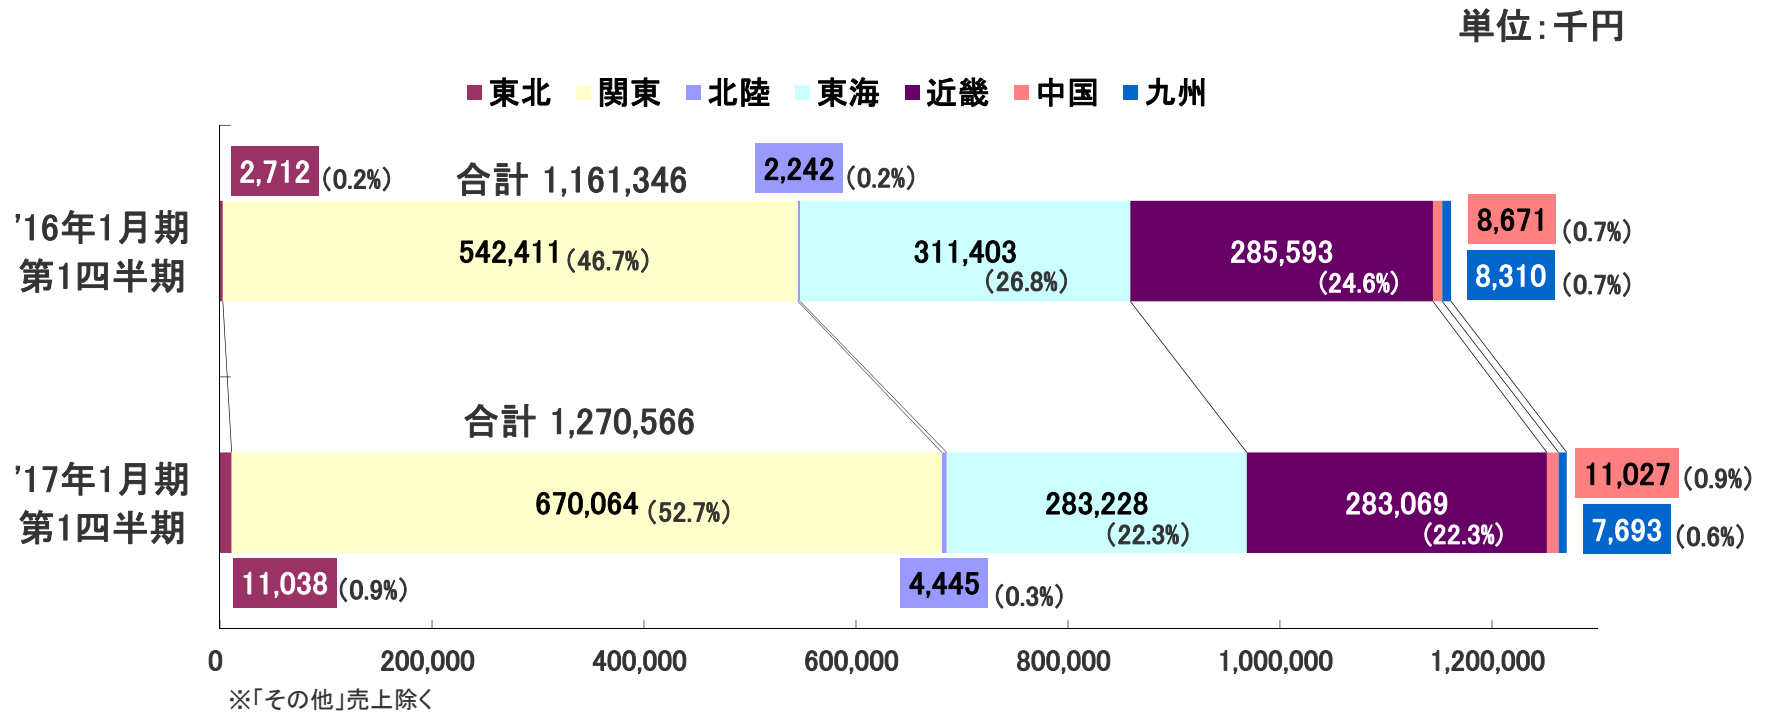 単位：千円
東北 関東 北陸 東海 近畿 中国 九州
2,712 (0.2%) 合計 1,161,346 2,242 (0.2%)
'16年1月期
第1四半期
542,411 (46.7%) 311,403 (26.8%) 285,593 (24.6%)
8,671 (0.7%)
8,310 (0.7%)
合計 1,270,566
'17年1月期
第1四半期
670,064 (52.7%) 283,228 (22.3%) 283,069 (22.3%)
11,027 (0.9%)
7,693 (0.6%)
11,038 (0.9%) 4,445 (0.3%)
0 200,000 400,000 600,000 800,000 1,000,000 1,200,000
※「その他」売上除く